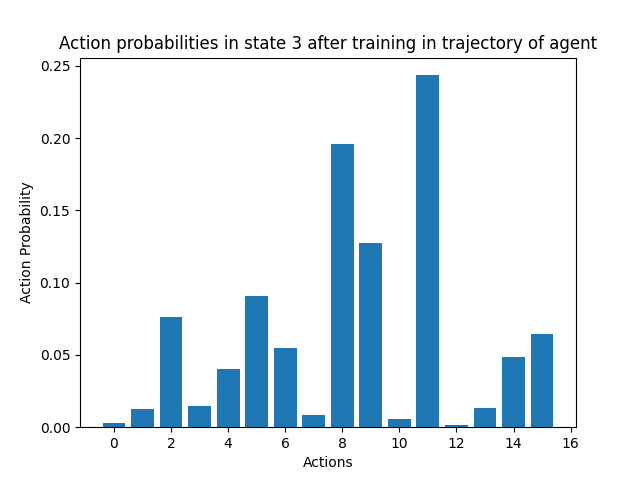 Action probabilities in state 3 after training in trajectory of agent
0.25
0.20
0.15
0.10
0.05
0.00
Action Probability
0 2 4 6 8 10 12 14 16
Actions